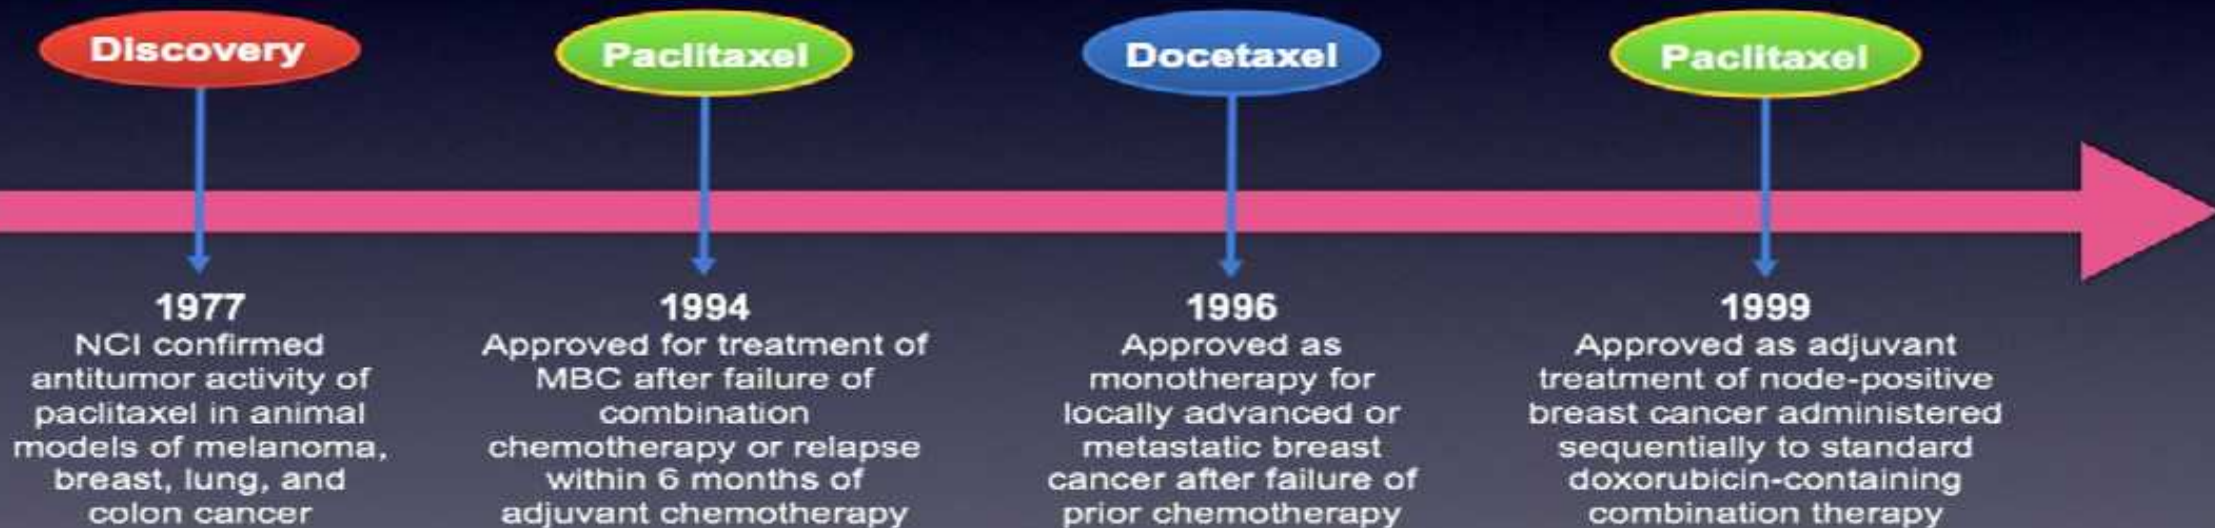 Discovery
Paclitaxel
Docetaxel
Paclitaxel
1977
NCI confirmed
antitumor activity of
paclitaxel in animal
models of melanoma,
breast, lung, and
colon cancer
1994
Approved for treatment of
MBC after failure of
combination
chemotherapy or relapse
within 6 months of
adjuvant chemotherapy
1996
Approved as
monotherapy for
locally advanced or
metastatic breast
cancer after failure of
prior chemotherapy
1999
Approved as adjuvant
treatment of node-positive
breast cancer administered
sequentially to standard
doxorubicin-containing
combination therapy